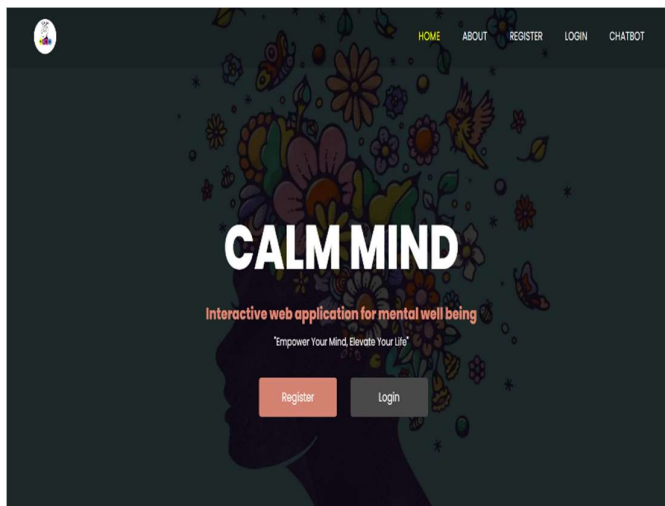 HOME ABOUT REGISTER LOGIN CHATBOT
CALM MIND
Interactive web application for mental well being
"Empower Your Mind, Elevate Your Life"
Register Login